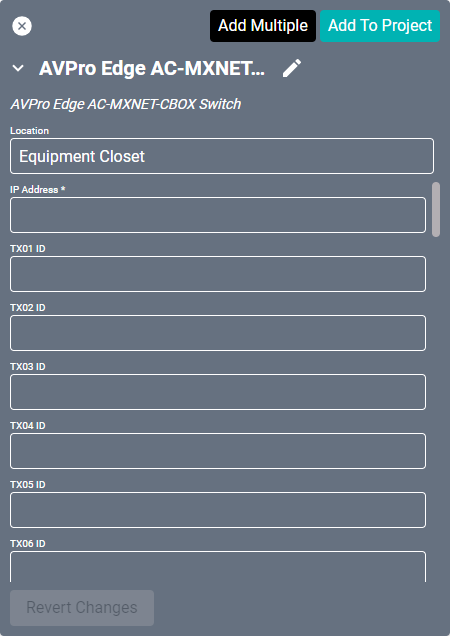 Add Multiple
Add To Project
AVPro Edge AC-MXNET...
AVPro Edge AC-MXNET-CBOX Switch
Location
Equipment Closet
IP Address *
TX01 ID
TX02 ID
TX03 ID
TX04 ID
TX05 ID
TX06 ID
Revert Changes